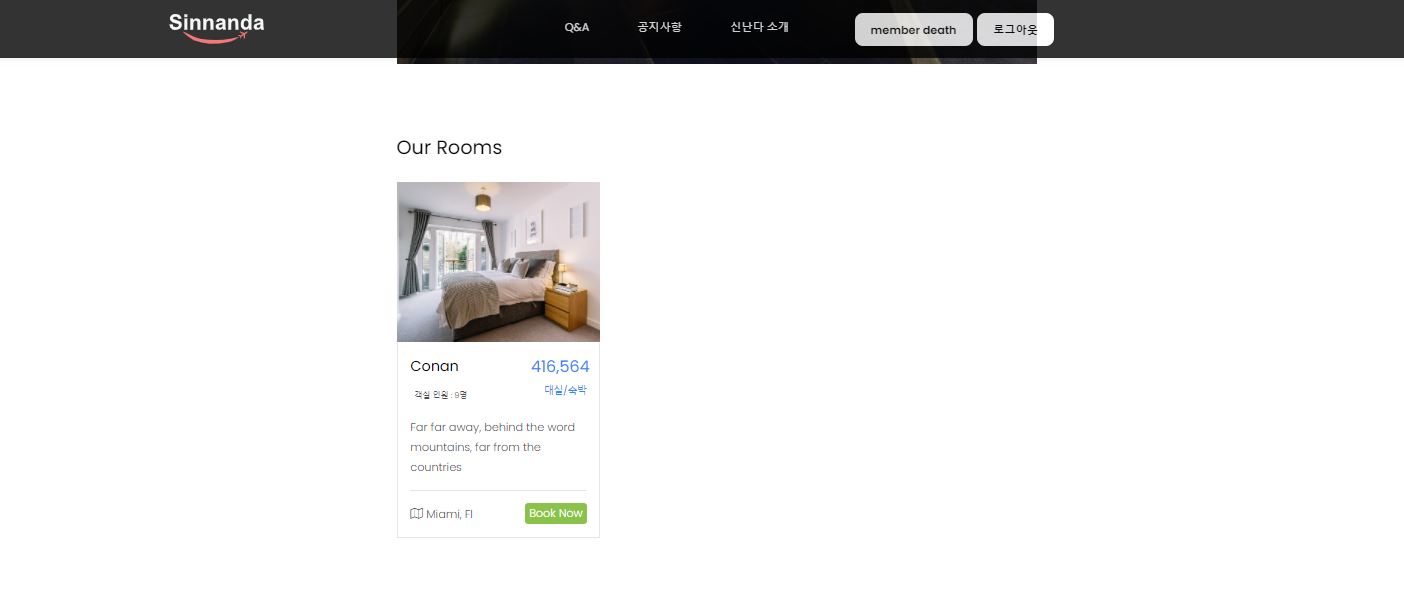 Sinnanda
Q&A 공지사항 신난다 소개 member death 로그아웃
Our Rooms
Conan 416,564
객실 인원 : 9명 대실/숙박
Far far away, behind the word
mountains, far from the
countries
Miami, Fl Book Now